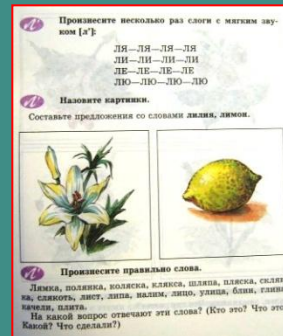 Произнесите несколько раз слоги с мягким зву-
ком [л']:
ЛЯ—ЛЯ—ЛЯ—ЛЯ
ЛИ—ЛИ—ЛИ—ЛИ
ЛЕ—ЛЕ—ЛЕ—ЛЕ
ЛЮ—ЛЮ—ЛЮ—ЛЮ
Назовите картинки.
Составьте предложения со словами лилия, лимон.
Произнесите правильно слова.
Лямка, полянка, коляска, клякса, шляпа, пляска, склян
ка, слякоть, лист, липа, налим, лицо, улица, блин, глина
качели, плита.
На какой вопрос отвечают эти слова? (Кто это? Что это
Какой? Что сделали?)